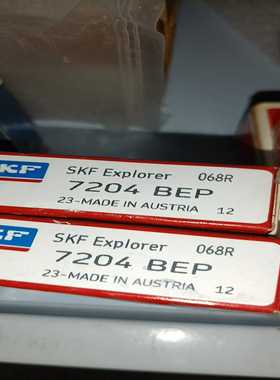 SKF
SKF Explorer 068R
7204 BEP
23-MADE IN AUSTRIA 12
SKF
SKF Explorer 068R
7204 BEP
23-MADE IN AUSTRIA 12